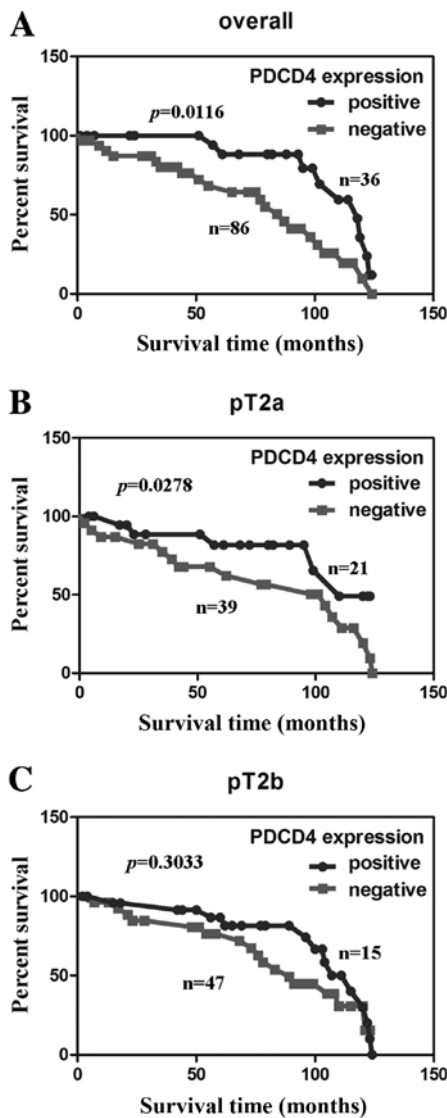 A
overall
PDCD4 expression
positive
negative
p=0.0116
n=36
n=86
Percent survival
150
100
50
0
0 50 100 150
Survival time (months)
B
pT2a
PDCD4 expression
positive
negative
p=0.0278
n=21
n=39
Percent survival
150
100
50
0
0 50 100 150
Survival time (months)
C
pT2b
PDCD4 expression
positive
negative
p=0.3033
n=15
n=47
Percent survival
150
100
50
0
0 50 100 150
Survival time (months)